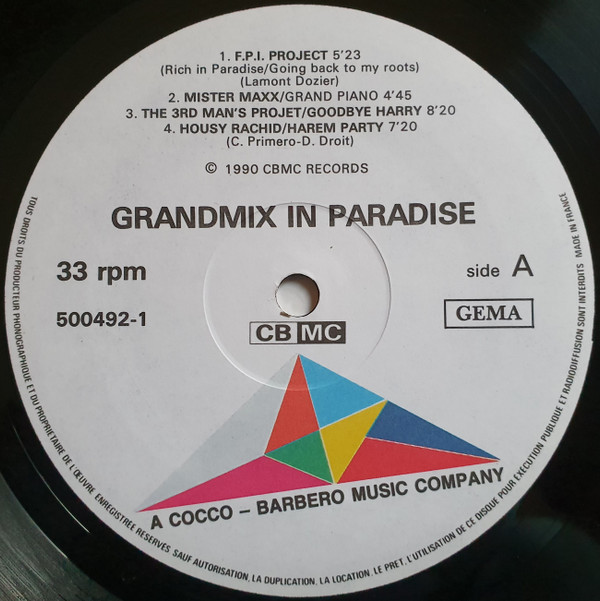 1. F.P.I. PROJECT 5'23
(Rich in Paradise/Going back to my roots)
(Lamont Dozier)
2. MISTER MAXX/GRAND PIANO 4'45
3. THE 3RD MAN'S PROJET/GOODBYE HARRY 8'20
4. HOUSY RACHID/HAREM PARTY 7'20
(C. Primero-D. Droit)
© 1990 CBMC RECORDS
GRANDMIX IN PARADISE
33 rpm
side A
500492-1
GEMA
CB MC
A COCCO – BARBERO MUSIC COMPANY
TOUS DROITS DU PRODUCTEUR PHONOGRAPHIQUE ET DU PROPRIETAIRE DE L'ŒUVRE ENREGISTREE RESERVES SAUF AUTORISATION, LA DUPLICATION, LA LOCATION, LE PRET, L'UTILISATION DE CE DISQUE POUR EXECUTION PUBLIQUE ET RADIODIFFUSION SONT INTERDITS MADE IN FRANCE